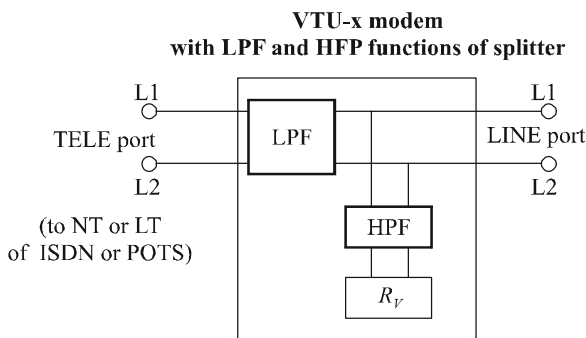 VTU-x modem
with LPF and HFP functions of splitter
L1
L1
LPF
TELE port
LINE port
L2
L2
(to NT or LT
of ISDN or POTS)
HPF
R_V